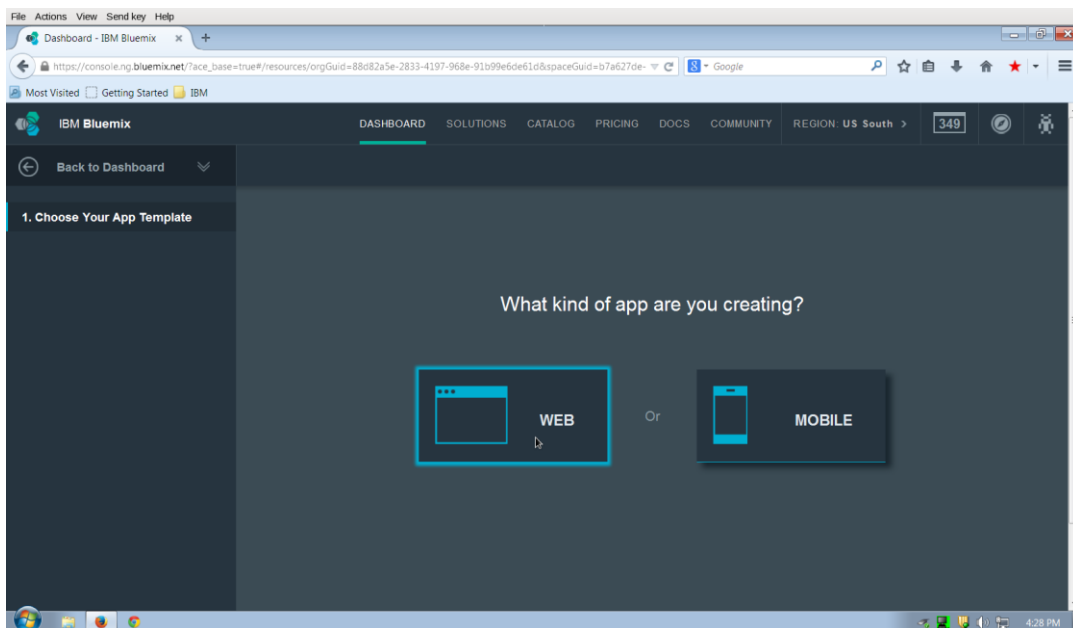 File Actions View Send key Help
Dashboard - IBM Bluemix × +
https://console.ng.bluemix.net/?ace_base=true#/resources/orgGuid=88d82a5e-2833-4197-968e-91b99e6de61d&spaceGuid=b7a627de- Google
Most Visited Getting Started IBM
IBM Bluemix DASHBOARD SOLUTIONS CATALOG PRICING DOCS COMMUNITY REGION: US South > 349
Back to Dashboard
1. Choose Your App Template
What kind of app are you creating?
WEB Or MOBILE
4:28 PM